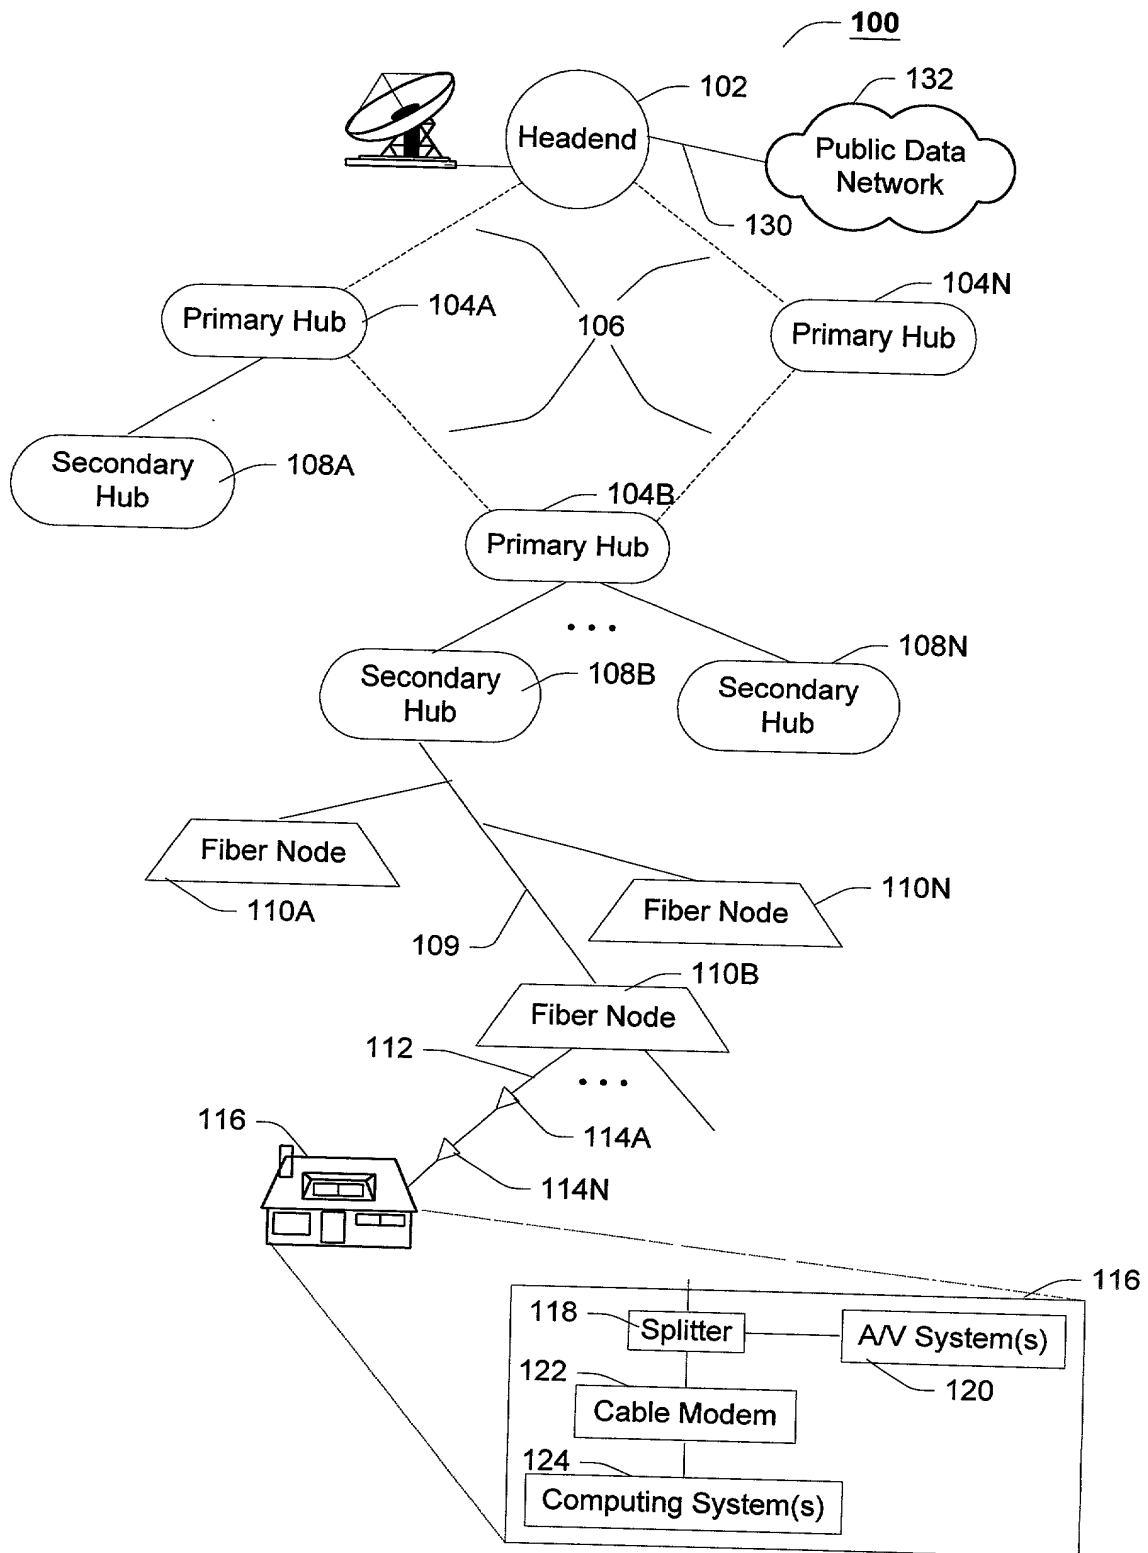 100
102
132
Headend
Public Data
Network
130
104A
104N
Primary Hub
106
Primary Hub
Secondary
Hub
108A
104B
Primary Hub
...
108N
Secondary
Hub
108B
Secondary
Hub
Fiber Node
110A
110N
Fiber Node
109
110B
Fiber Node
112
...
116
114A
114N
116
118
Splitter
A/V System(s)
122
120
Cable Modem
124
Computing System(s)